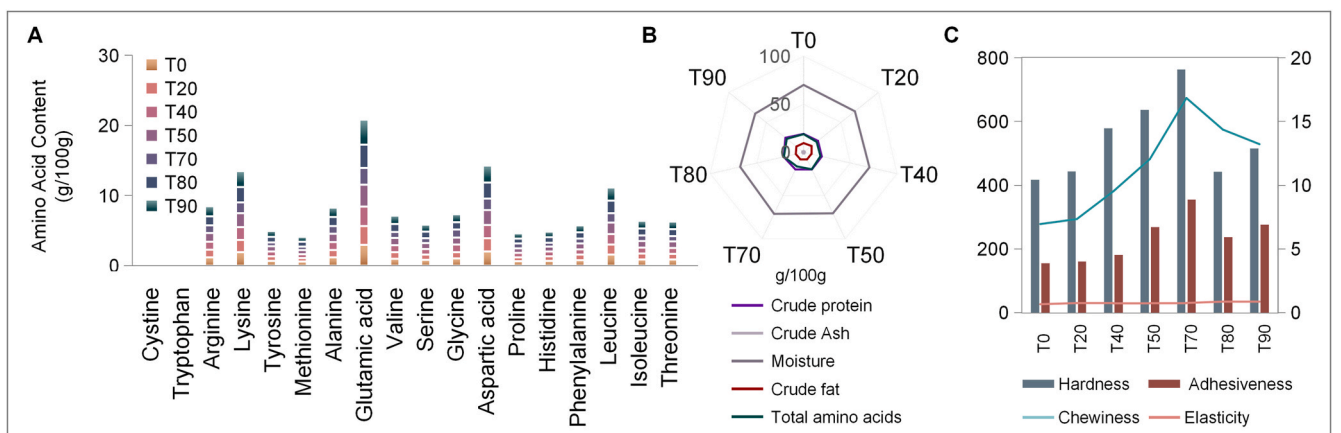 A
Amino Acid Content
(g/100g)
30
20
10
0
T0
T20
T40
T50
T70
T80
T90
Cystine
Tryptophan
Arginine
Lysine
Tyrosine
Methionine
Alanine
Glutamic acid
Valine
Serine
Glycine
Aspartic acid
Proline
Histidine
Phenylalanine
Leucine
Isoleucine
Threonine
B
T0
T20
T40
T50
T70
T80
T90
100
50
0
g/100g
Crude protein
Crude Ash
Moisture
Crude fat
Total amino acids
C
800
600
400
200
0
20
15
10
5
0
T0
T20
T40
T50
T70
T80
T90
Hardness
Adhesiveness
Chewiness
Elasticity